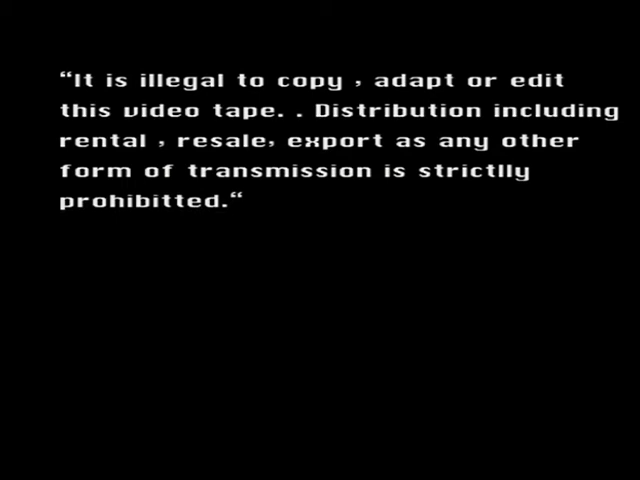 “It is illegal to copy , adapt or edit
this video tape. . Distribution including
rental , resale, export as any other
form of transmission is strictlly
prohibitted.“